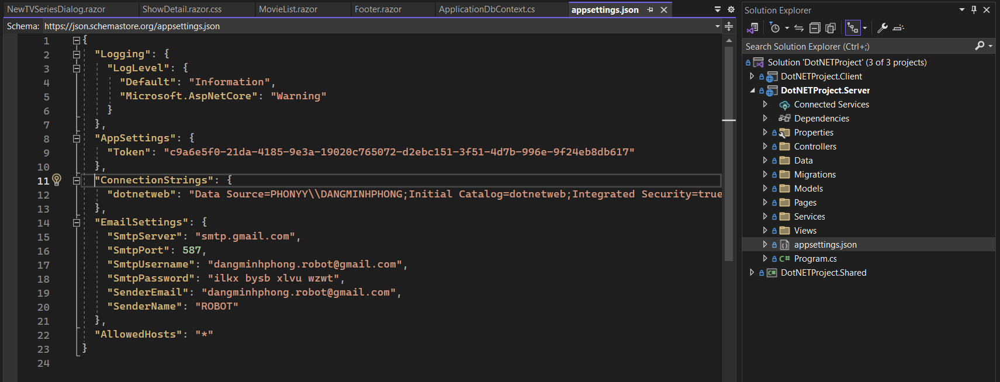 NewTVSeriesDialog.razor
ShowDetail.razor.css
MovieList.razor
Footer.razor
ApplicationDbContext.cs
appsettings.json
Schema: https://json.schemastore.org/appsettings.json
1 {
2 "Logging": {
3 "LogLevel": {
4 "Default": "Information",
5 "Microsoft.AspNetCore": "Warning"
6 }
7 },
8 "AppSettings": {
9 "Token": "c9a6e5f0-21da-4185-9e3a-19020c765072-d2ebc151-3f51-4d7b-996e-9f24eb8db617"
10 },
11 "ConnectionStrings": {
12 "dotnetweb": "Data Source=PHONYY\\DANGMINHPHONG;Initial Catalog=dotnetweb;Integrated Security=true
13 },
14 "EmailSettings": {
15 "SmtpServer": "smtp.gmail.com",
16 "SmtpPort": 587,
17 "SmtpUsername": "dangminhphong.robot@gmail.com",
18 "SmtpPassword": "ilkx bysb xlvu wzwt",
19 "SenderEmail": "dangminhphong.robot@gmail.com",
20 "SenderName": "ROBOT"
21 },
22 "AllowedHosts": "*"
23 }
24
Solution Explorer
Search Solution Explorer (Ctrl+;)
Solution 'DotNETProject' (3 of 3 projects)
DotNETProject.Client
DotNETProject.Server
Connected Services
Dependencies
Properties
Controllers
Data
Migrations
Models
Pages
Services
Views
appsettings.json
C# Program.cs
C# DotNETProject.Shared